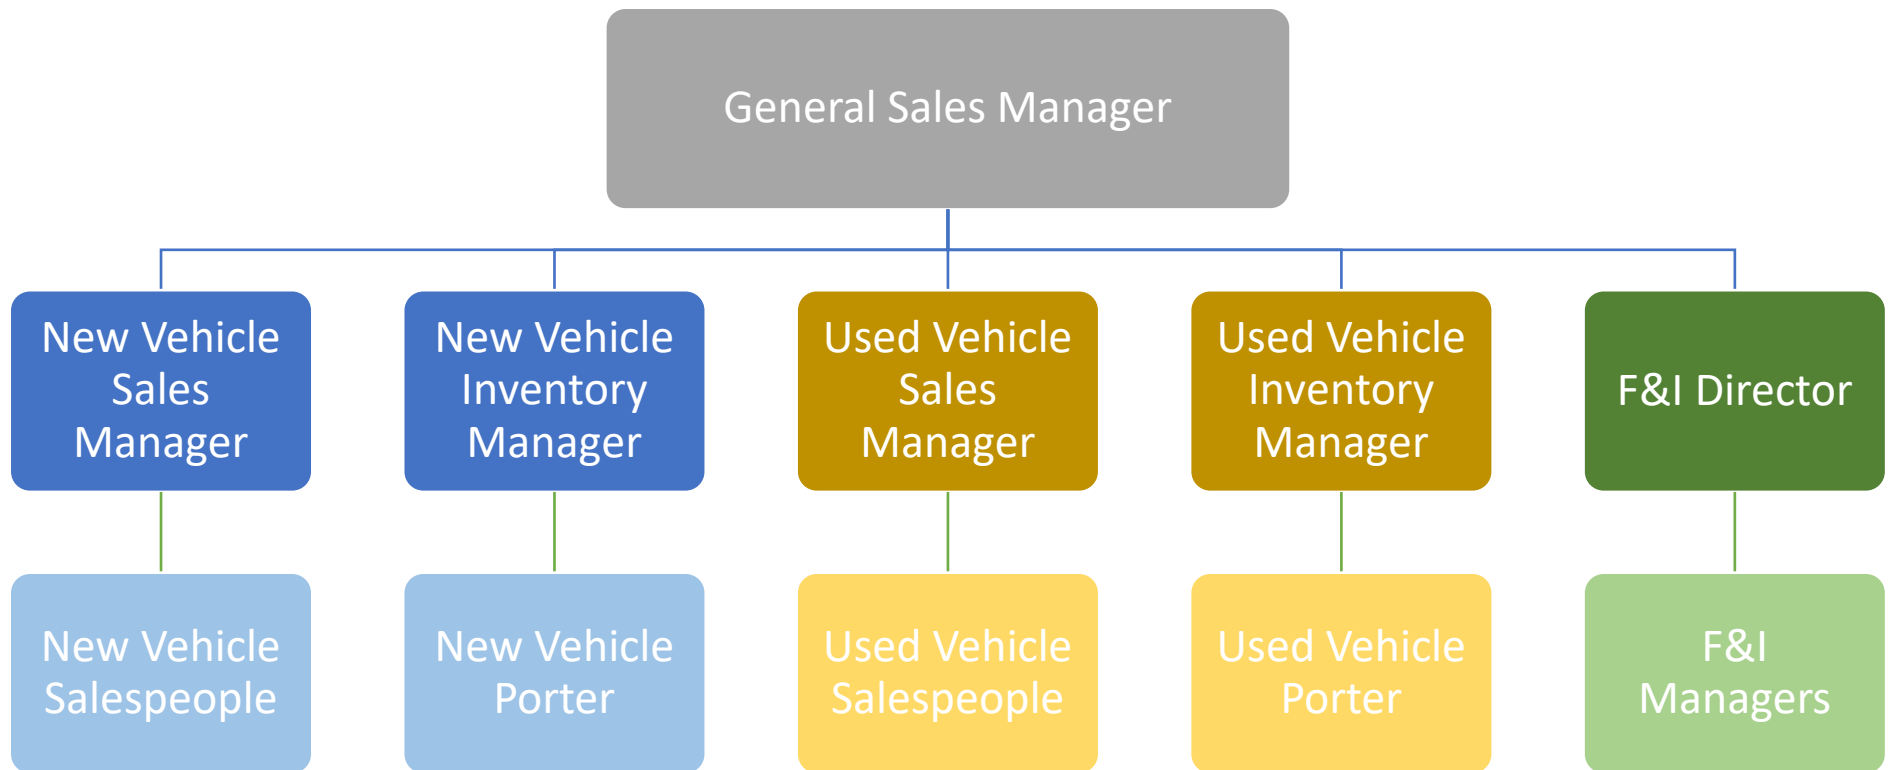 General Sales Manager
New Vehicle
Sales
Manager
New Vehicle
Inventory
Manager
Used Vehicle
Sales
Manager
Used Vehicle
Inventory
Manager
F&I Director
New Vehicle
Salespeople
New Vehicle
Porter
Used Vehicle
Salespeople
Used Vehicle
Porter
F&I
Managers